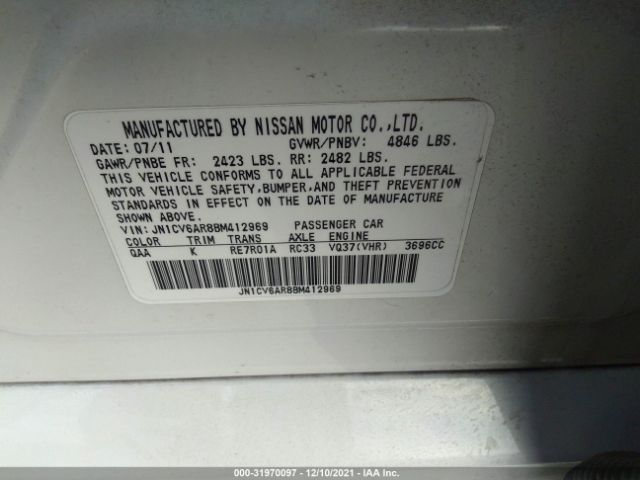 MANUFACTURED BY NISSAN MOTOR CO.,LTD.
DATE: 07/11 GVWR/PNBV: 4846 LBS.
GAWR/PNBE FR: 2423 LBS. RR: 2482 LBS.
THIS VEHICLE CONFORMS TO ALL APPLICABLE FEDERAL
MOTOR VEHICLE SAFETY,BUMPER,AND THEFT PREVENTION
STANDARDS IN EFFECT ON THE DATE OF MANUFACTURE
SHOWN ABOVE.
VIN: JN1CV6AR8BM412969 PASSENGER CAR
COLOR TRIM TRANS AXLE ENGINE
QAA K RE7R01A RC33 VQ37(VHR) 3696CC
JN1CV6AR8BM412969
000-31970097 - 12/10/2021 - IAA Inc.